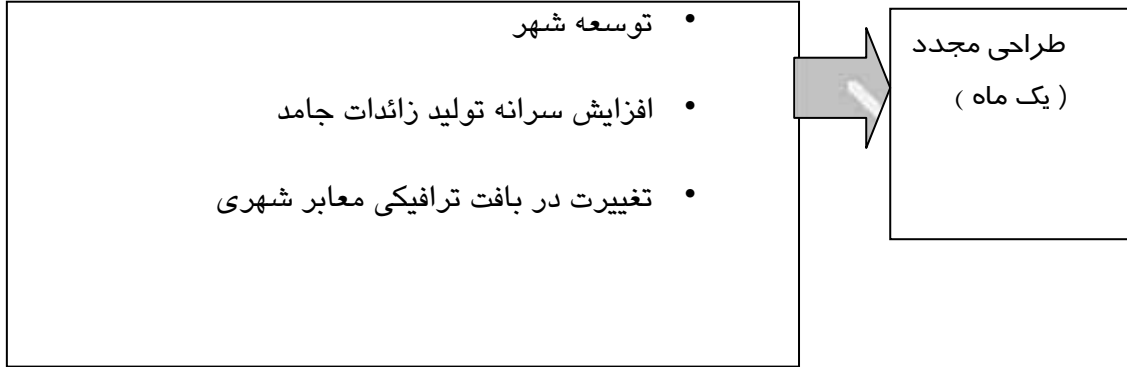 • توسعه شهر
• افزایش سرانه تولید زائدات جامد
• تغییرت در بافت ترافیکی معابر شهری
طراحی مجدد
( یک ماه )